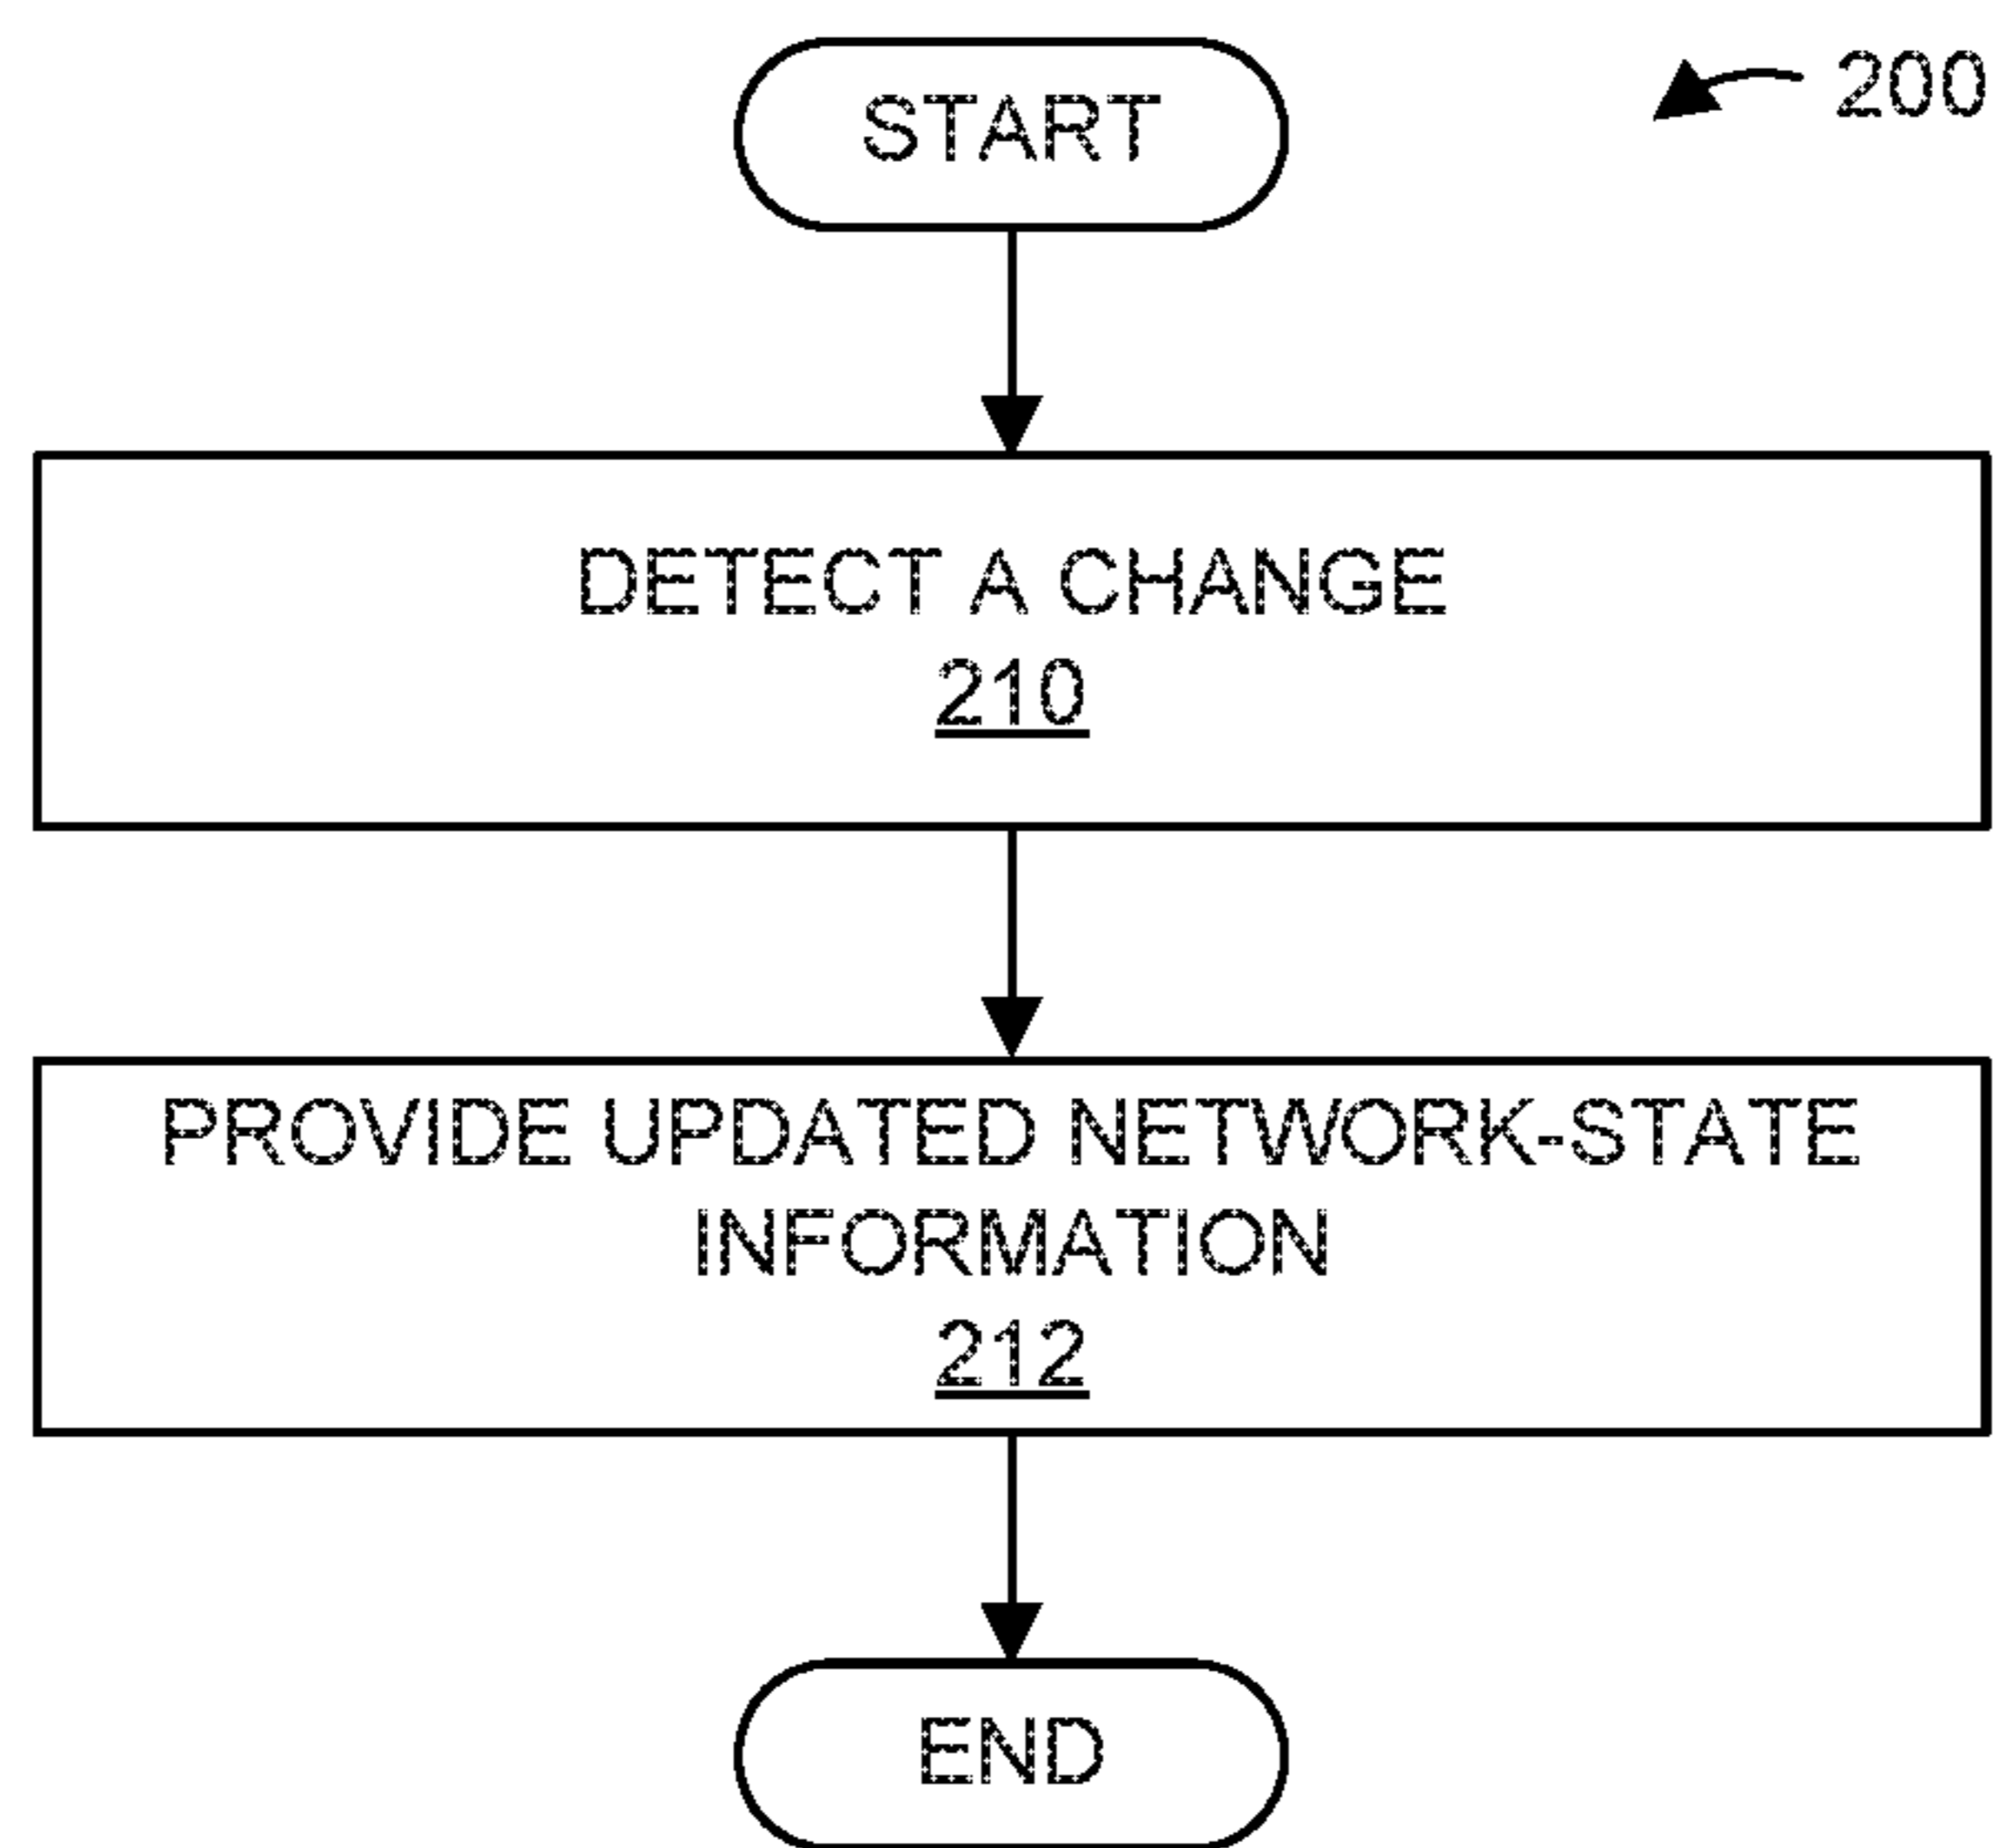 START
200
DETECT A CHANGE
210
PROVIDE UPDATED NETWORK-STATE
INFORMATION
212
END